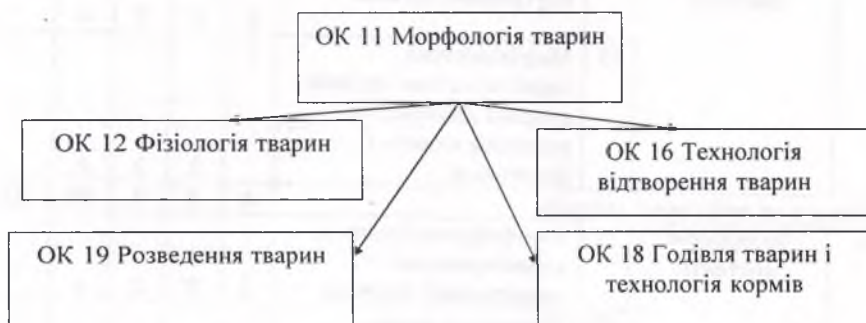 ОК 11 Морфологія тварин
ОК 12 Фізіологія тварин
ОК 16 Технологія
відтворення тварин
ОК 19 Розведення тварин
ОК 18 Годівля тварин і
технологія кормів